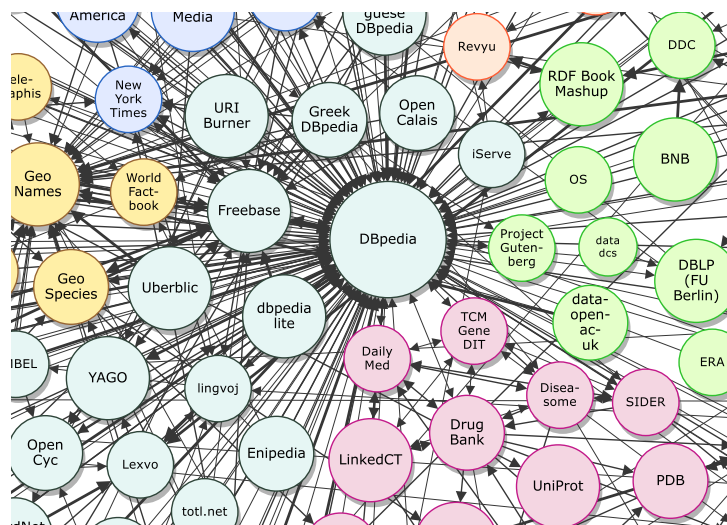 America
Media
guese
DBpedia
Revyu
DDC
ele-
aphis
New
York
Times
URI
Burner
Greek
DBpedia
Open
Calais
RDF Book
Mashup
iServe
BNB
Geo
Names
World
Fact-
book
Freebase
DBpedia
OS
Project
Guten-
berg
data
dcs
DBLP
(FU
Berlin)
Geo
Species
Uberblic
dbpedia
lite
TCM
Gene
DIT
data-
open-
ac-
uk
IBEL
YAGO
lingvoj
Daily
Med
Disea-
some
SIDER
ERA
Open
Cyc
Lexvo
Enipedia
LinkedCT
Drug
Bank
UniProt
PDB
totl.net
dNet